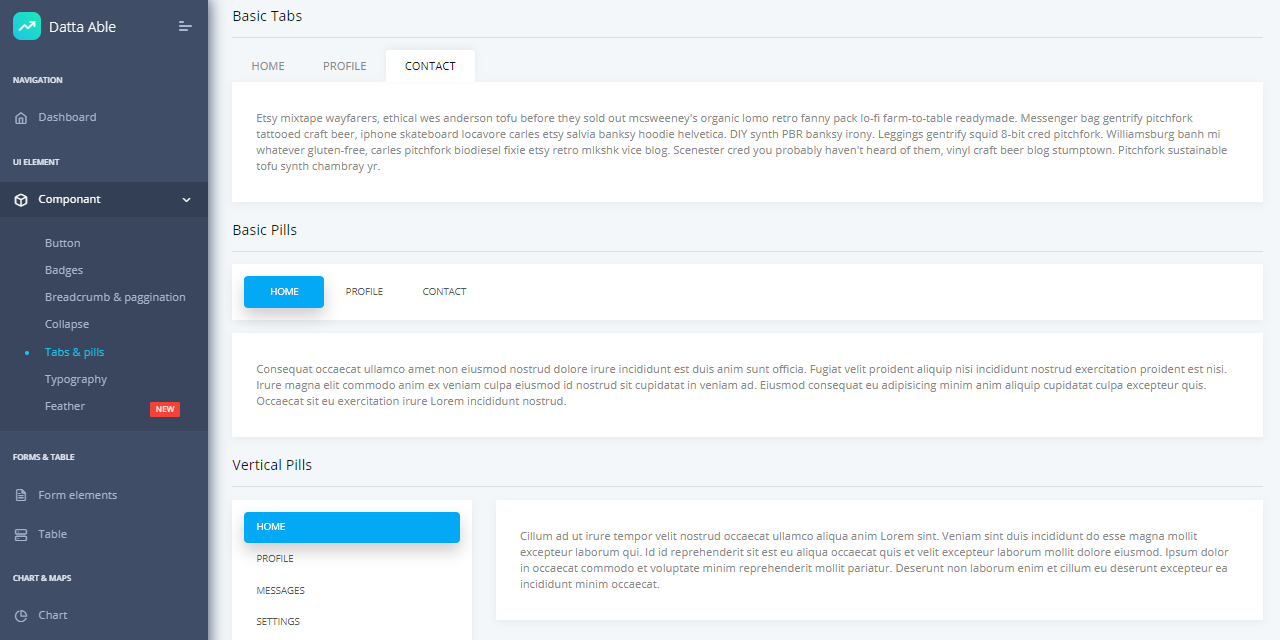 Datta Able
NAVIGATION
Dashboard
UI ELEMENT
Componant
Button
Badges
Breadcrumb & paggination
Collapse
Tabs & pills
Typography
Feather
NEW
FORMS & TABLE
Form elements
Table
CHART & MAPS
Chart
Basic Tabs
HOME PROFILE CONTACT
Etsy mixtape wayfarers, ethical wes anderson tofu before they sold out mcsweeney's organic lomo retro fanny pack lo-fi farm-to-table readymade. Messenger bag gentrify pitchfork
tattooed craft beer, iphone skateboard locavore carles etsy salvia banksy hoodie helvetica. DIY synth PBR banksy irony. Leggings gentrify squid 8-bit cred pitchfork. Williamsburg banh mi
whatever gluten-free, carles pitchfork biodiesel fixie etsy retro mlkshk vice blog. Scenester cred you probably haven't heard of them, vinyl craft beer blog stumptown. Pitchfork sustainable
tofu synth chambray yr.
Basic Pills
HOME PROFILE CONTACT
Consequat occaecat ullamco amet non eiusmod nostrud dolore irure incididunt est duis anim sunt officia. Fugiat velit proident aliquip nisi incididunt nostrud exercitation proident est nisi.
Irure magna elit commodo anim ex veniam culpa eiusmod id nostrud sit cupidatat in veniam ad. Eiusmod consequat eu adipisicing minim anim aliquip cupidatat culpa excepteur quis.
Occaecat sit eu exercitation irure Lorem incididunt nostrud.
Vertical Pills
HOME
PROFILE
MESSAGES
SETTINGS
Cillum ad ut irure tempor velit nostrud occaecat ullamco aliqua anim Lorem sint. Veniam sint duis incididunt do esse magna mollit
excepteur laborum qui. Id id reprehenderit sit est eu aliqua occaecat quis et velit excepteur laborum mollit dolore eiusmod. Ipsum dolor
in occaecat commodo et voluptate minim reprehenderit mollit pariatur. Deserunt non laborum enim et cillum eu deserunt excepteur ea
incididunt minim occaecat.